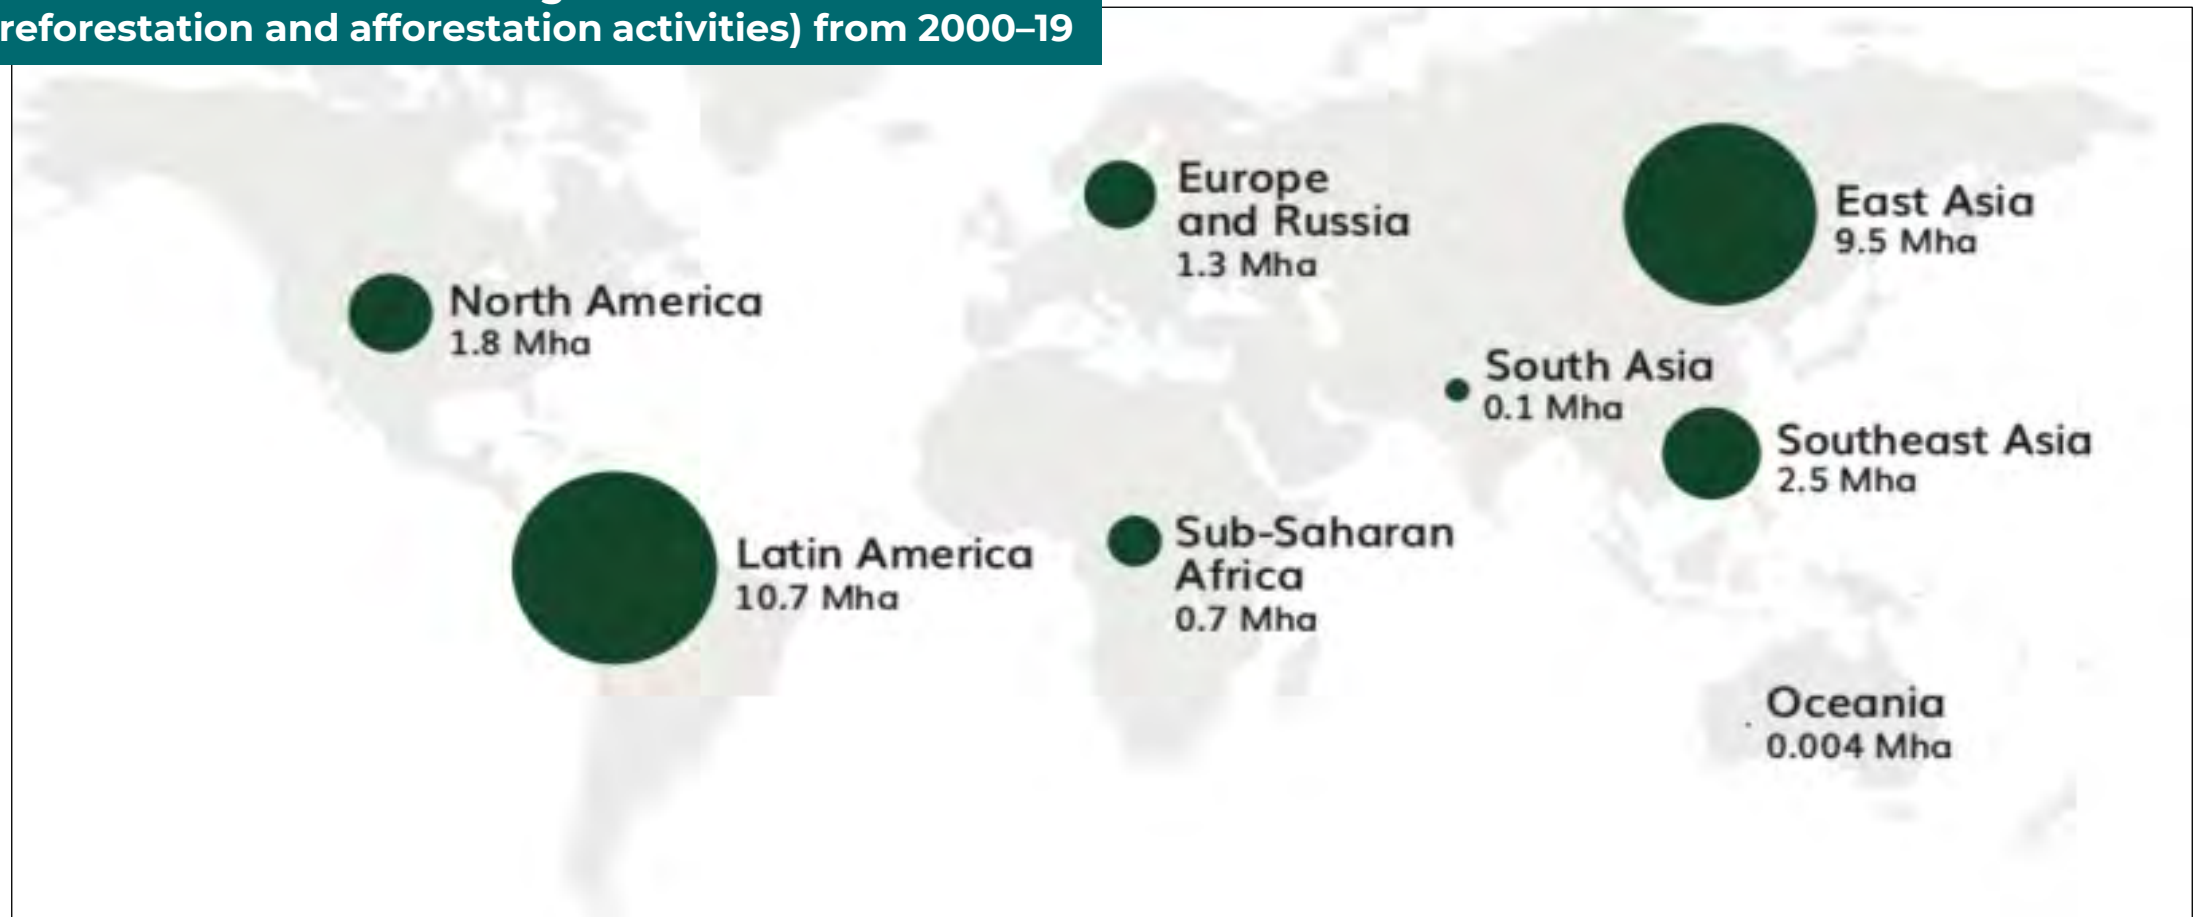 reforestation and afforestation activities) from 2000–19
Europe
and Russia
1.3 Mha
East Asia
9.5 Mha
North America
1.8 Mha
South Asia
0.1 Mha
Southeast Asia
2.5 Mha
Latin America
10.7 Mha
Sub-Saharan
Africa
0.7 Mha
Oceania
0.004 Mha